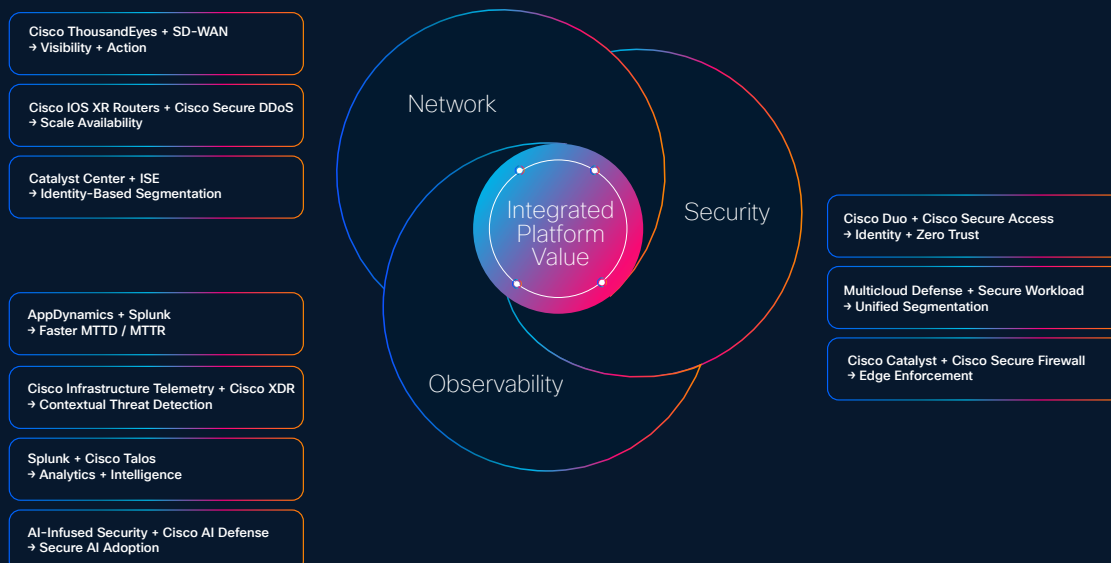 Cisco ThousandEyes + SD-WAN
→ Visibility + Action
Cisco IOS XR Routers + Cisco Secure DDoS
→ Scale Availability
Catalyst Center + ISE
→ Identity-Based Segmentation
AppDynamics + Splunk
→ Faster MTTD / MTTR
Cisco Infrastructure Telemetry + Cisco XDR
→ Contextual Threat Detection
Splunk + Cisco Talos
→ Analytics + Intelligence
AI-Infused Security + Cisco AI Defense
→ Secure AI Adoption
Network
Security
Integrated
Platform
Value
Observability
Cisco Duo + Cisco Secure Access
→ Identity + Zero Trust
Multicloud Defense + Secure Workload
→ Unified Segmentation
Cisco Catalyst + Cisco Secure Firewall
→ Edge Enforcement